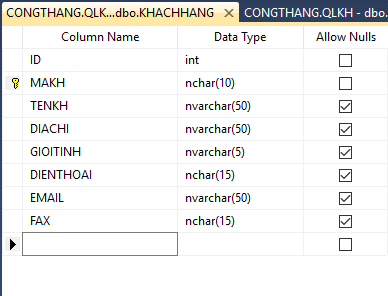 CONGTHANG.QLK...dbo.KHACHHANG CONGTHANG.QLKH - dbo.
Column Name Data Type Allow Nulls
ID int
MAKH nchar(10)
TENKH nvarchar(50)
DIACHI nvarchar(50)
GIOITINH nvarchar(5)
DIENTHOAI nchar(15)
EMAIL nvarchar(50)
FAX nchar(15)